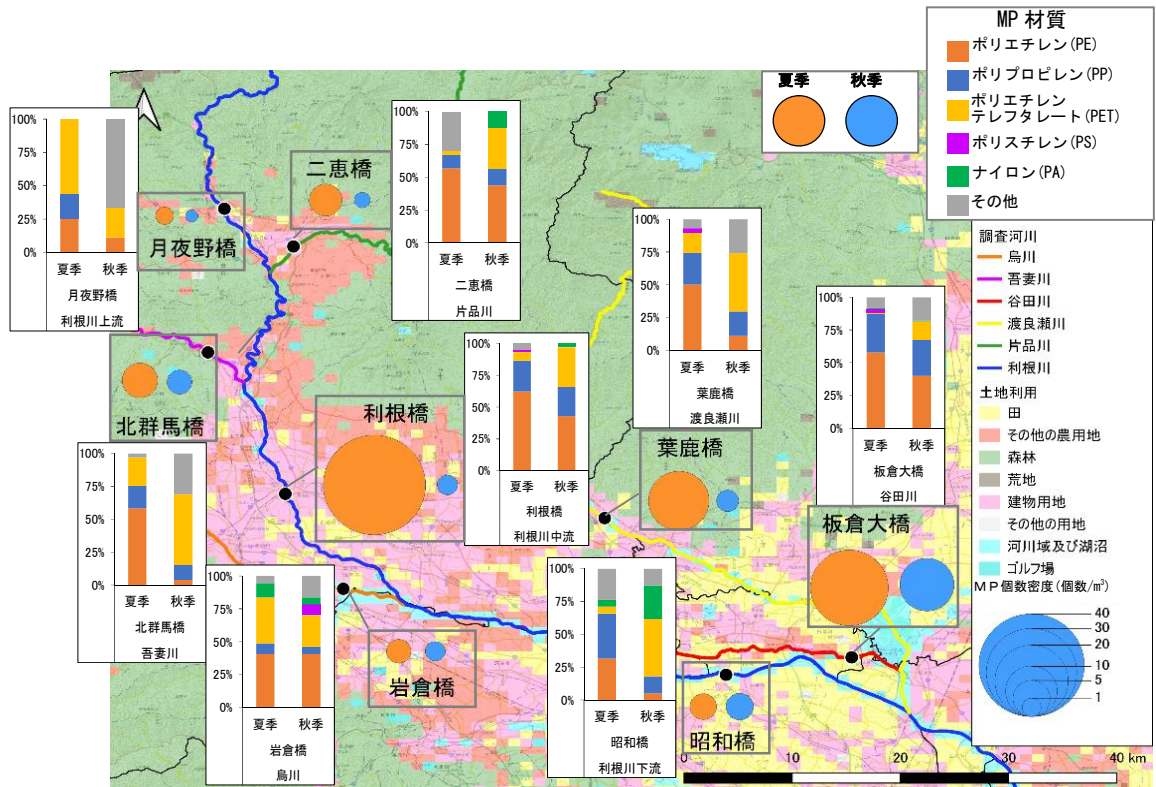 MP 材質
ポリエチレン(PE)
ポリプロピレン(PP)
ポリエチレン
テレフタレート(PET)
ポリスチレン(PS)
ナイロン(PA)
その他
夏季 秋季
100%
75%
50%
25%
0%
夏季 秋季
月夜野橋
利根川上流
月夜野橋
二恵橋
100%
75%
50%
25%
0%
夏季 秋季
二恵橋
片品川
100%
75%
50%
25%
0%
夏季 秋季
葉鹿橋
渡良瀬川
調査河川
烏川
吾妻川
谷田川
渡良瀬川
片品川
利根川
土地利用
田
その他の農用地
森林
荒地
建物用地
その他の用地
河川域及び湖沼
ゴルフ場
MP個数密度(個数/m³)
40
30
20
10
5
1
100%
75%
50%
25%
0%
夏季 秋季
板倉大橋
谷田川
北群馬橋
利根橋
100%
75%
50%
25%
0%
夏季 秋季
利根橋
利根川中流
葉鹿橋
板倉大橋
100%
75%
50%
25%
0%
夏季 秋季
北群馬橋
吾妻川
100%
75%
50%
25%
0%
夏季 秋季
岩倉橋
烏川
岩倉橋
100%
75%
50%
25%
0%
夏季 秋季
昭和橋
利根川下流
昭和橋
0 10 20 30 40 km